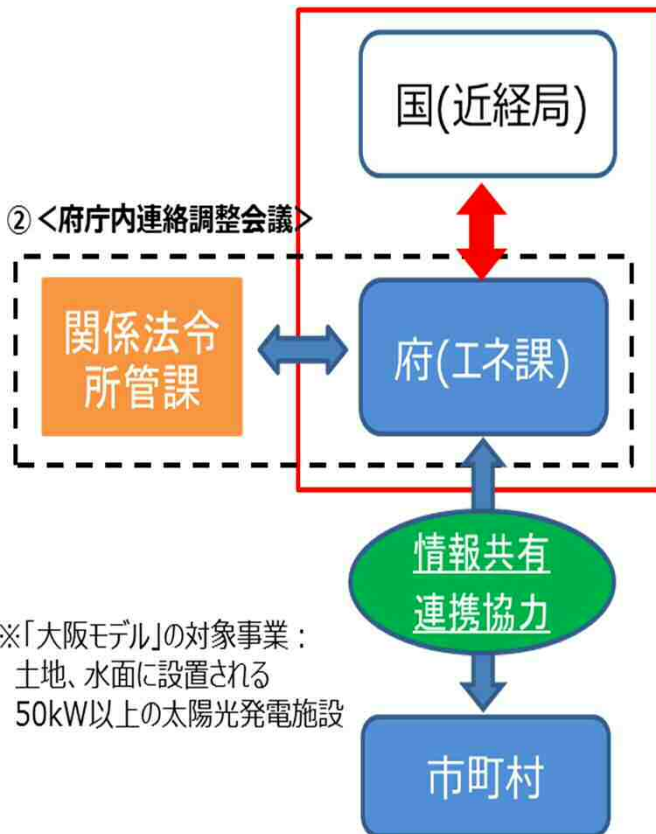 国(近経局)
②<府庁内連絡調整会議>
関係法令
所管課
府(エネ課)
情報共有
連携協力
※「大阪モデル」の対象事業：
土地、水面に設置される
50kW以上の太陽光発電施設
市町村